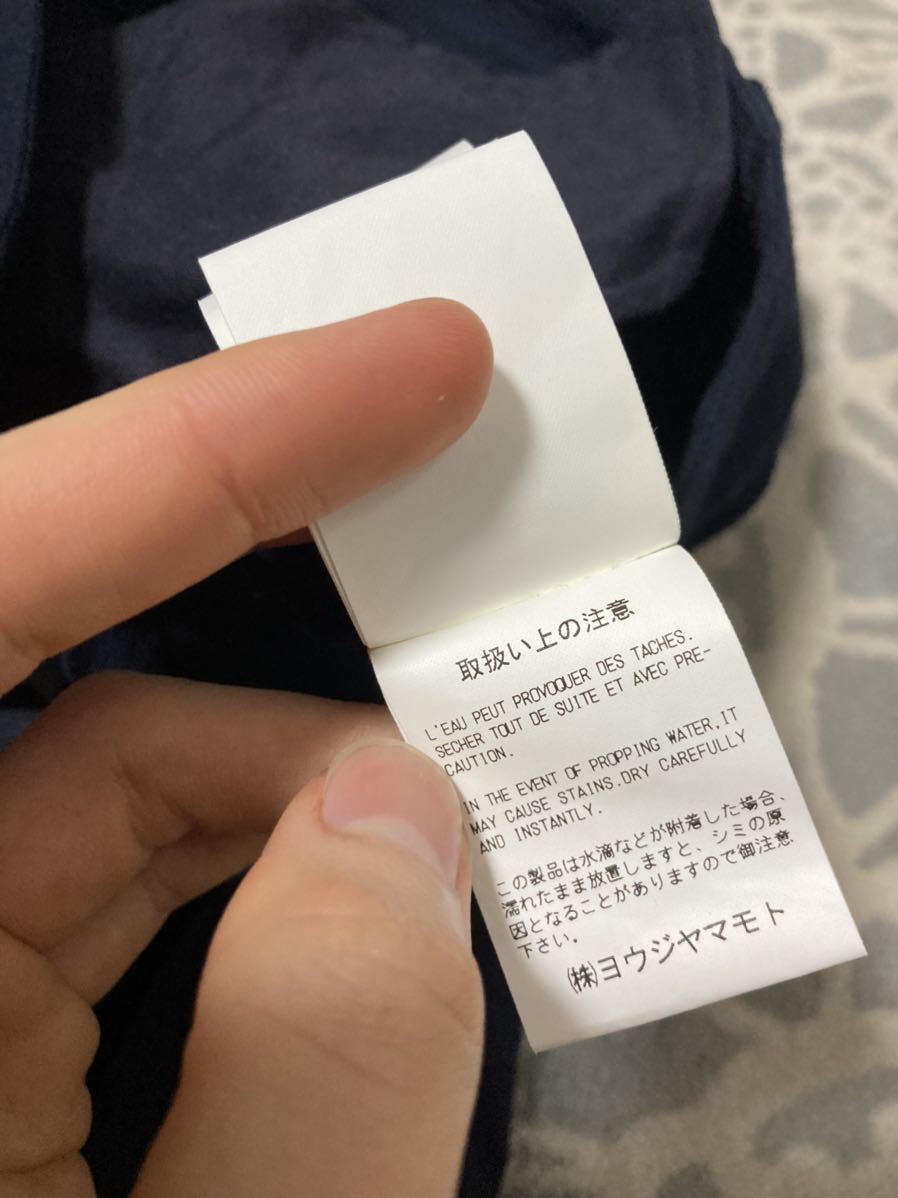 取扱い上の注意
L'EAU PEUT PROVOQUER DES TACHES.
SECHER TOUT DE SUITE ET AVEC PRE-
CAUTION.
IN THE EVENT OF PROPPING WATER,IT
MAY CAUSE STAINS.DRY CAREFULLY
AND INSTANTLY.
この製品は水滴などが附着した場合、
濡れたまま放置しますと、シミの原
因となることがありますので御注意
下さい.
㈱ヨウジヤマモト